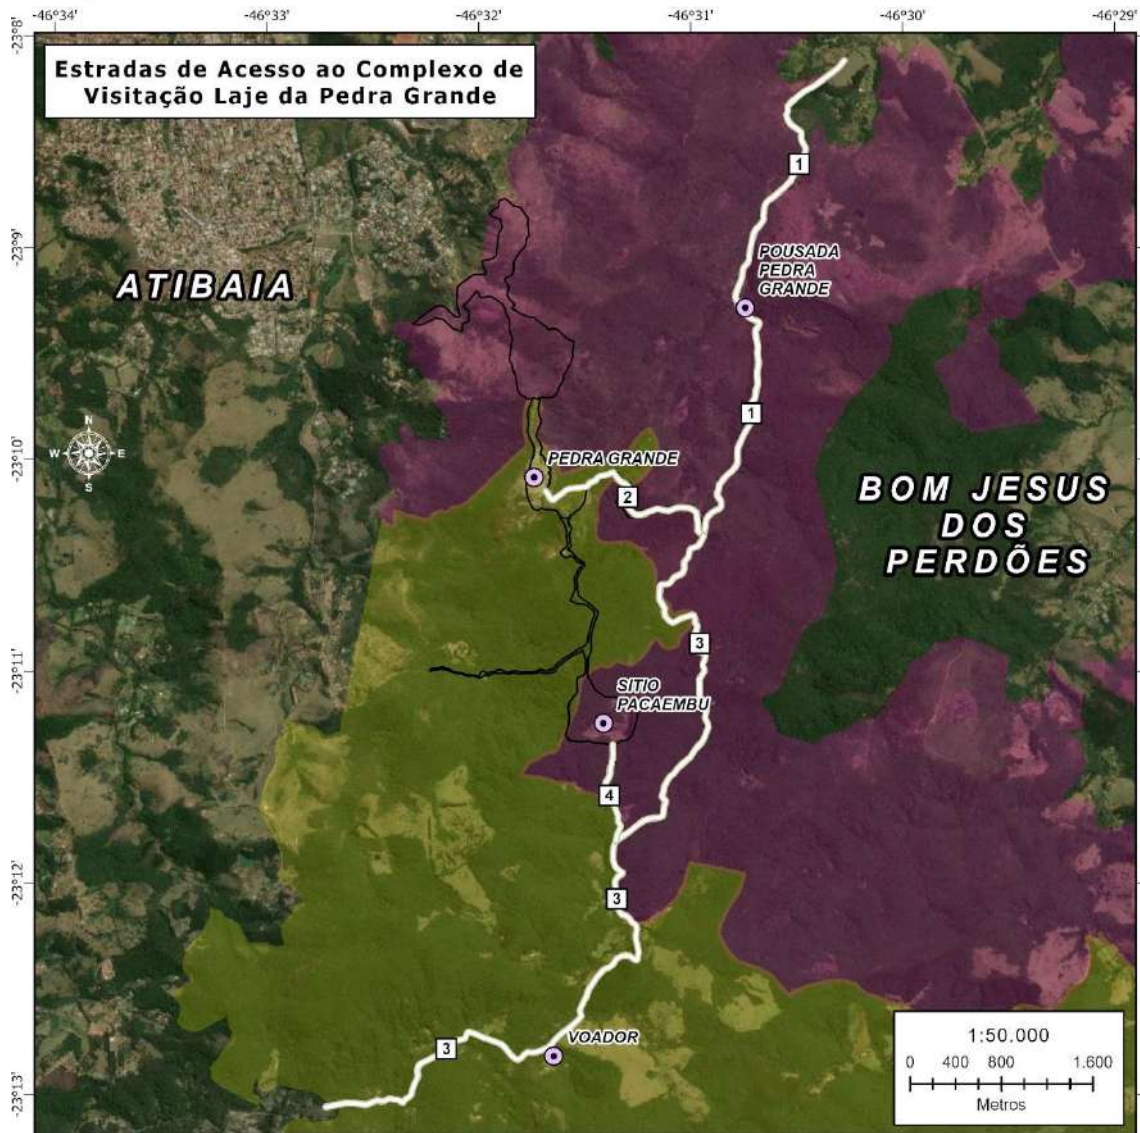 -46°34' -46°33' -46°32' -46°31' -46°30' -46°29'
-23°8'
Estradas de Acesso ao Complexo de
Visitação Laje da Pedra Grande
1
-23°9'
POUSADA
PEDRA
GRANDE
ATIBAIA
1
N
W E
S
-23°10'
PEDRA GRANDE
2
BOM JESUS
DOS
PERDÕES
3
-23°11'
SITIO
PACAEMBU
4
-23°12'
3
VOADOR
3
-23°13'
1:50.000
0 400 800 1.600
Metros